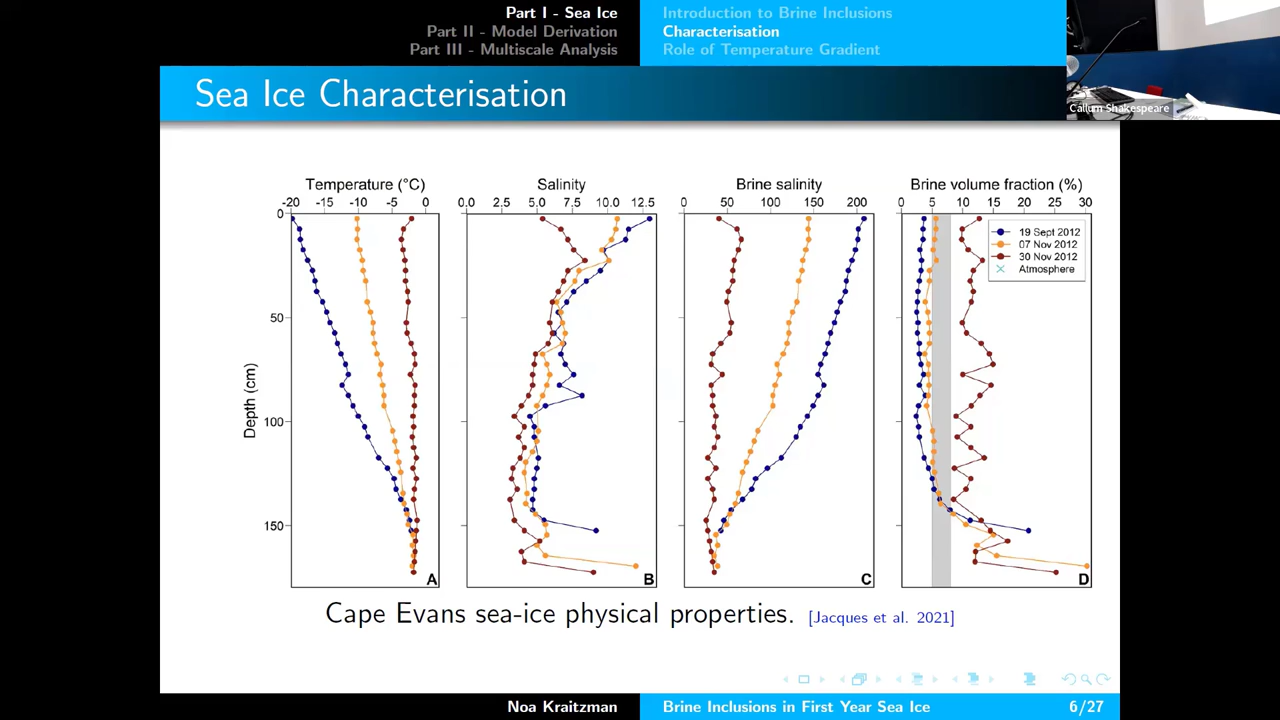 Part I - Sea Ice
Part II - Model Derivation
Part III - Multiscale Analysis
Introduction to Brine Inclusions
Characterisation
Role of Temperature Gradient
Callum Shakespeare
Sea Ice Characterisation
Temperature (°C)
-20 -15 -10 -5 0
Salinity
0.0 2.5 5.0 7.5 10.0 12.5
Brine salinity
0 50 100 150 200
Brine volume fraction (%)
0 5 10 15 20 25 30
Depth (cm)
0
50
100
150
19 Sept 2012
07 Nov 2012
30 Nov 2012
Atmosphere
A
B
C
D
Cape Evans sea-ice physical properties. [Jacques et al. 2021]
Noa Kraitzman
Brine Inclusions in First Year Sea Ice
6/27